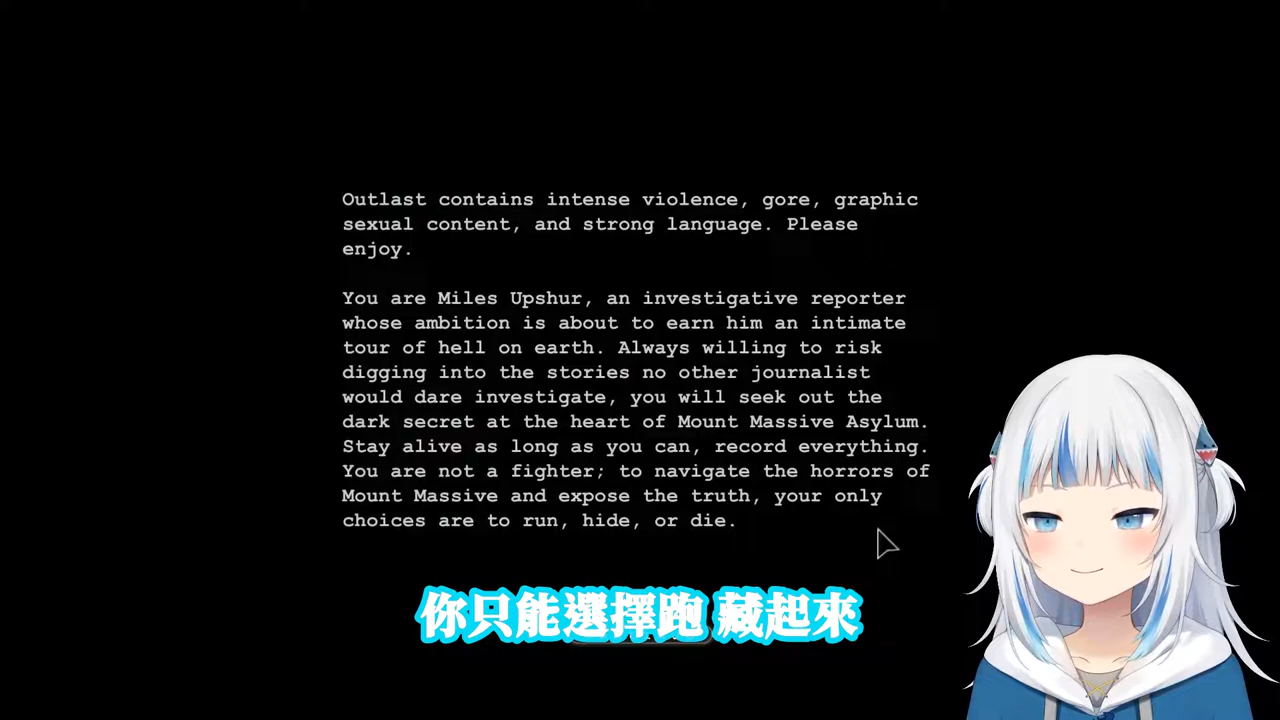 Outlast contains intense violence, gore, graphic
sexual content, and strong language. Please
enjoy.
You are Miles Upshur, an investigative reporter
whose ambition is about to earn him an intimate
tour of hell on earth. Always willing to risk
digging into the stories no other journalist
would dare investigate, you will seek out the
dark secret at the heart of Mount Massive Asylum.
Stay alive as long as you can, record everything.
You are not a fighter; to navigate the horrors of
Mount Massive and expose the truth, your only
choices are to run, hide, or die.
你只能選擇跑 藏起來